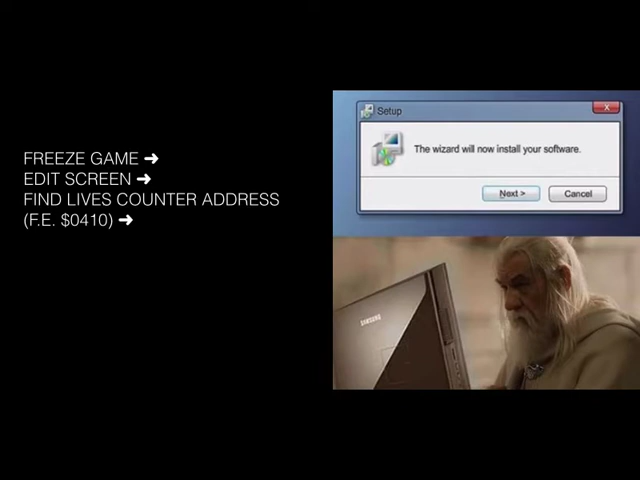 FREEZE GAME ➜
EDIT SCREEN ➜
FIND LIVES COUNTER ADDRESS
(F.E. $0410) ➜
Setup
The wizard will now install your software.
Next >
Cancel
SAMSUNG